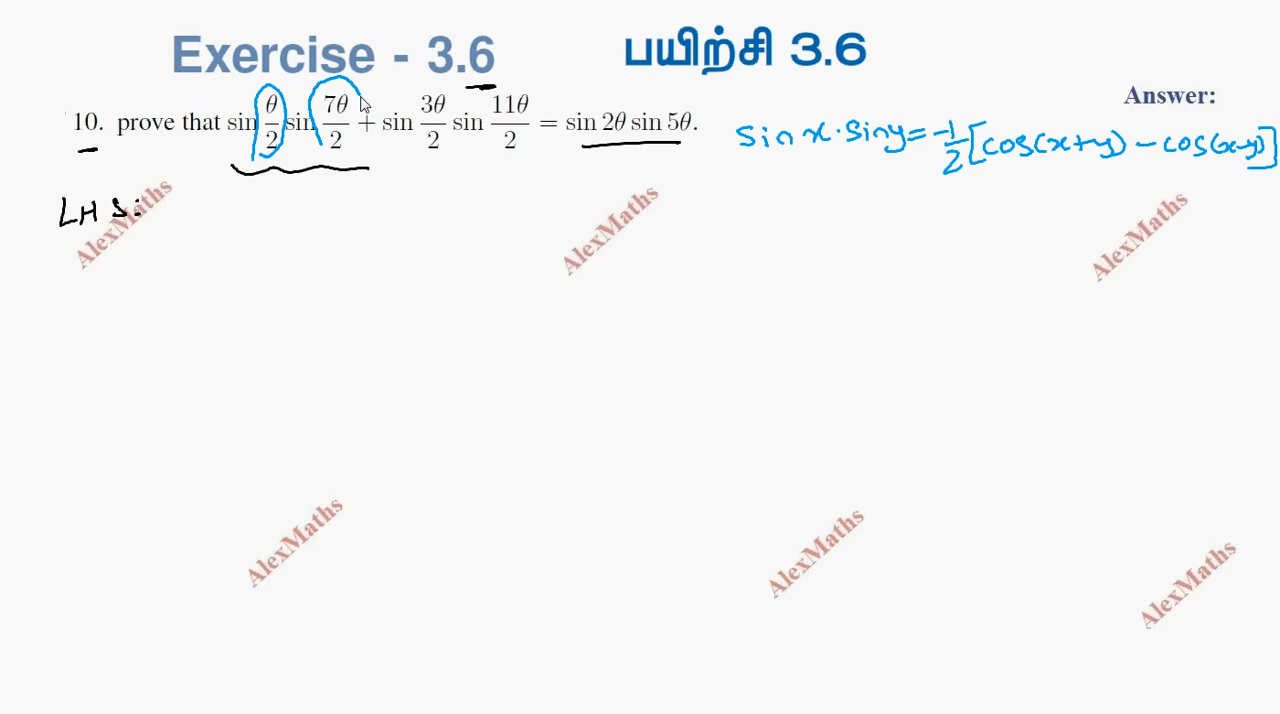 Exercise - 3.6
பயிற்சி 3.6
Answer:
10. prove that sin θ/2 sin 7θ/2 + sin 3θ/2 sin 11θ/2 = sin 2θ sin 5θ.
sin x · sin y = -1/2 [cos(x+y) - cos(x-y)]
LHS:
AlexMaths
AlexMaths
AlexMaths
AlexMaths
AlexMaths
AlexMaths